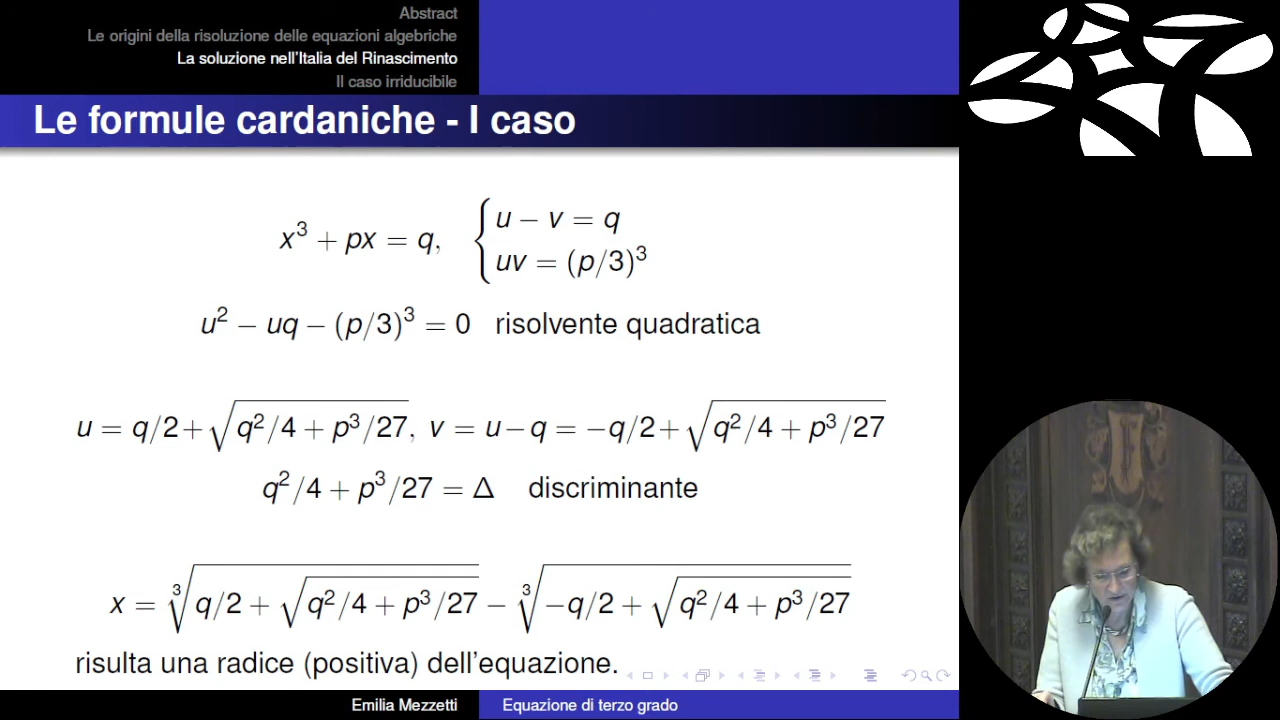 Abstract
Le origini della risoluzione delle equazioni algebriche
La soluzione nell'Italia del Rinascimento
Il caso irriducibile
Le formule cardaniche - I caso
x³ + px = q, { u − v = q
uv = (p/3)³
u² − uq − (p/3)³ = 0 risolvente quadratica
u = q/2+√(q²/4 + p³/27), v = u−q = −q/2+√(q²/4 + p³/27)
q²/4 + p³/27 = Δ discriminante
x = ∛(q/2 + √(q²/4 + p³/27)) − ∛(−q/2 + √(q²/4 + p³/27))
risulta una radice (positiva) dell'equazione.
Emilia Mezzetti Equazione di terzo grado